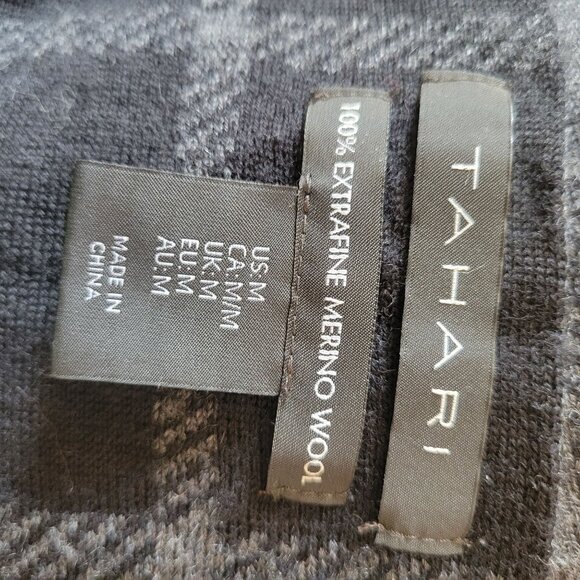 TAHARI
100% EXTRAFINE MERINO WOOL
US:M
CA:M/M
UK:M
EU:M
AU:M
MADE IN
CHINA